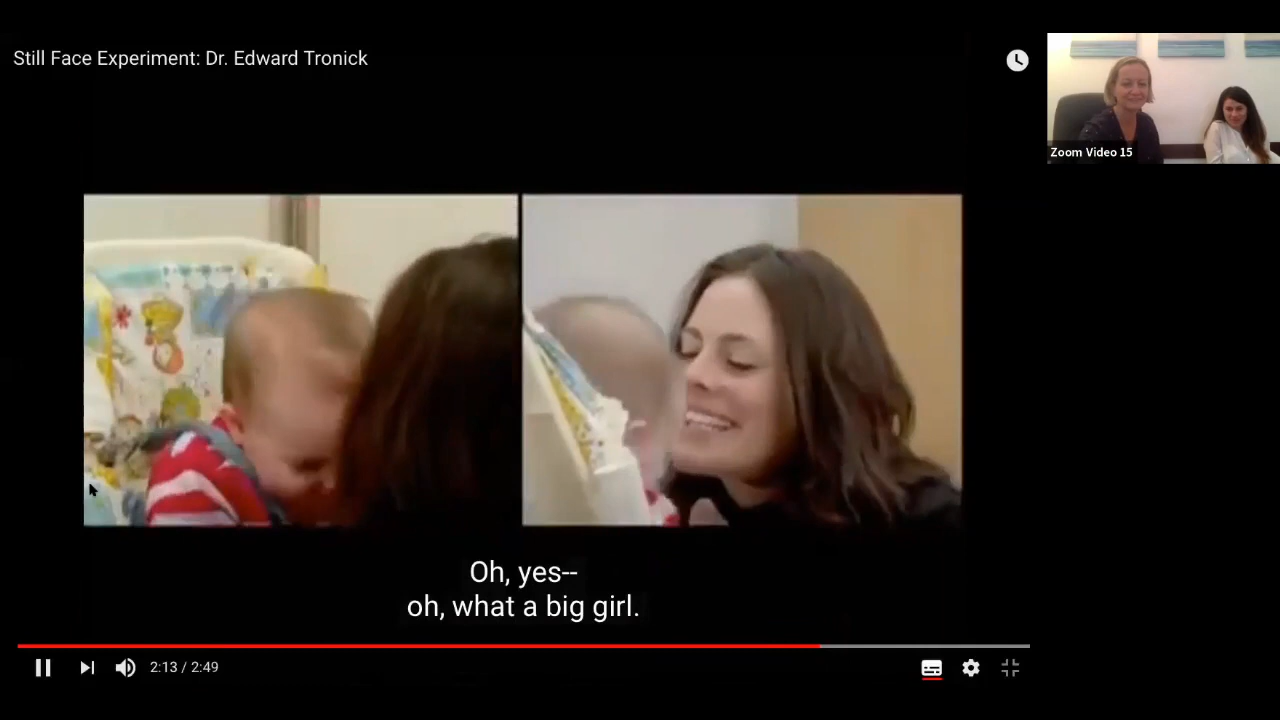 Still Face Experiment: Dr. Edward Tronick
Zoom Video 15
Oh, yes--
oh, what a big girl.
2:13 / 2:49